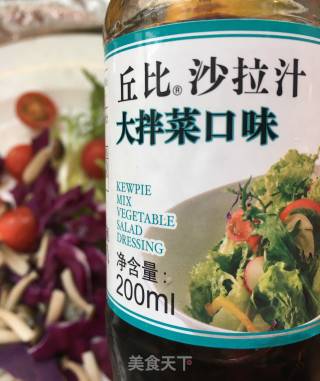 丘比® 沙拉汁
大拌菜口味
KEWPIE
MIX
VEGETABLE
SALAD
DRESSING
净含量:
200ml
美食天下